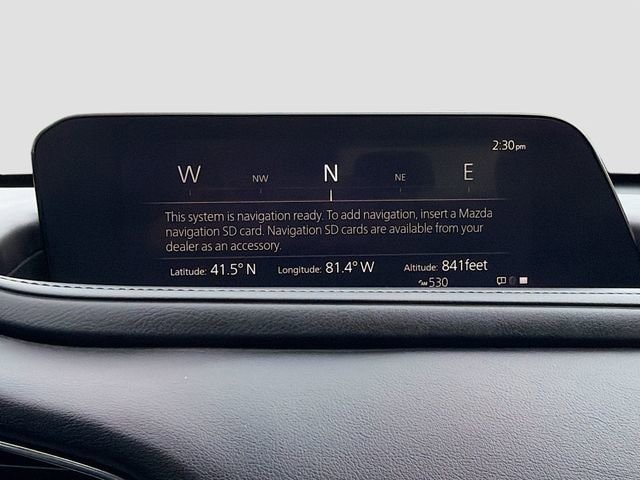 2:30pm
W NW N NE E
This system is navigation ready. To add navigation, insert a Mazda
navigation SD card. Navigation SD cards are available from your
dealer as an accessory.
Latitude: 41.5° N Longitude: 81.4° W Altitude: 841feet
AM 530